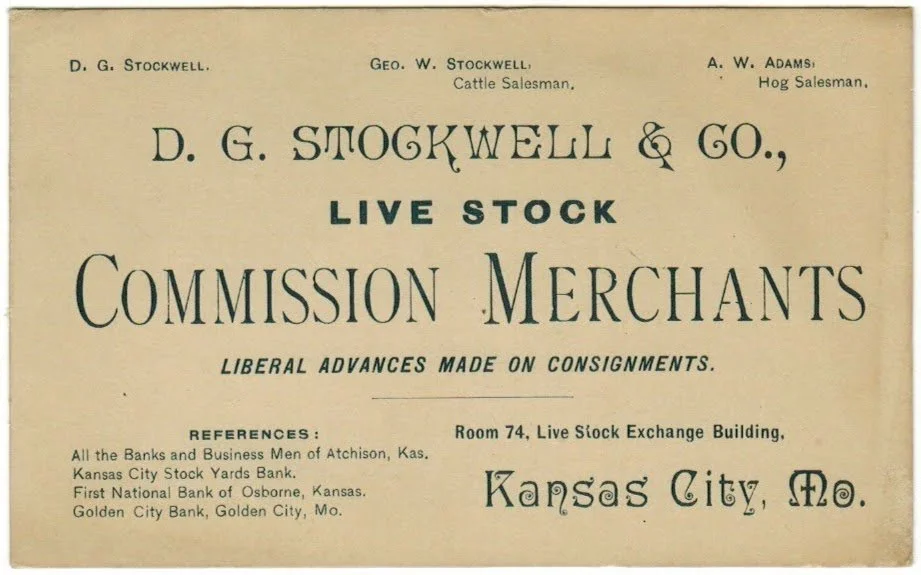 D. G. STOCKWELL.
GEO. W. STOCKWELL,
Cattle Salesman.
A. W. ADAMS,
Hog Salesman.
D. G. STOCKWELL & CO.,
LIVE STOCK
COMMISSION MERCHANTS
LIBERAL ADVANCES MADE ON CONSIGNMENTS.
REFERENCES:
All the Banks and Business Men of Atchison, Kas.
Kansas City Stock Yards Bank.
First National Bank of Osborne, Kansas.
Golden City Bank, Golden City, Mo.
Room 74, Live Stock Exchange Building,
Kansas City, Mo.